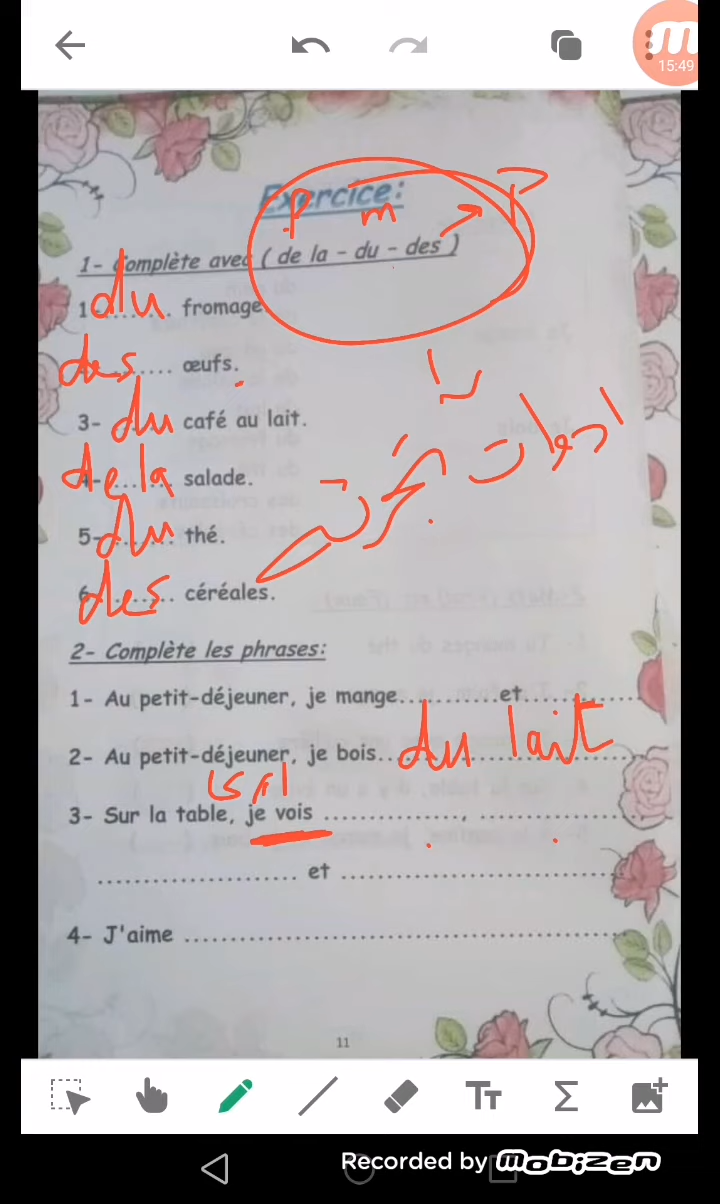 15:49
Exercice:
p m f
1- Complète avec ( de la - du - des )
1- du fromage
des œufs.
3- du café au lait.
de la salade.
5- du thé.
des céréales.
2- Complète les phrases:
1- Au petit-déjeuner, je mange...............et.................
2- Au petit-déjeuner, je bois... du lait
3- Sur la table, je vois ...................., ........................
............................ et ......................................
4- J'aime ..............................................................
11
Tт
Σ
Recorded by mobizen